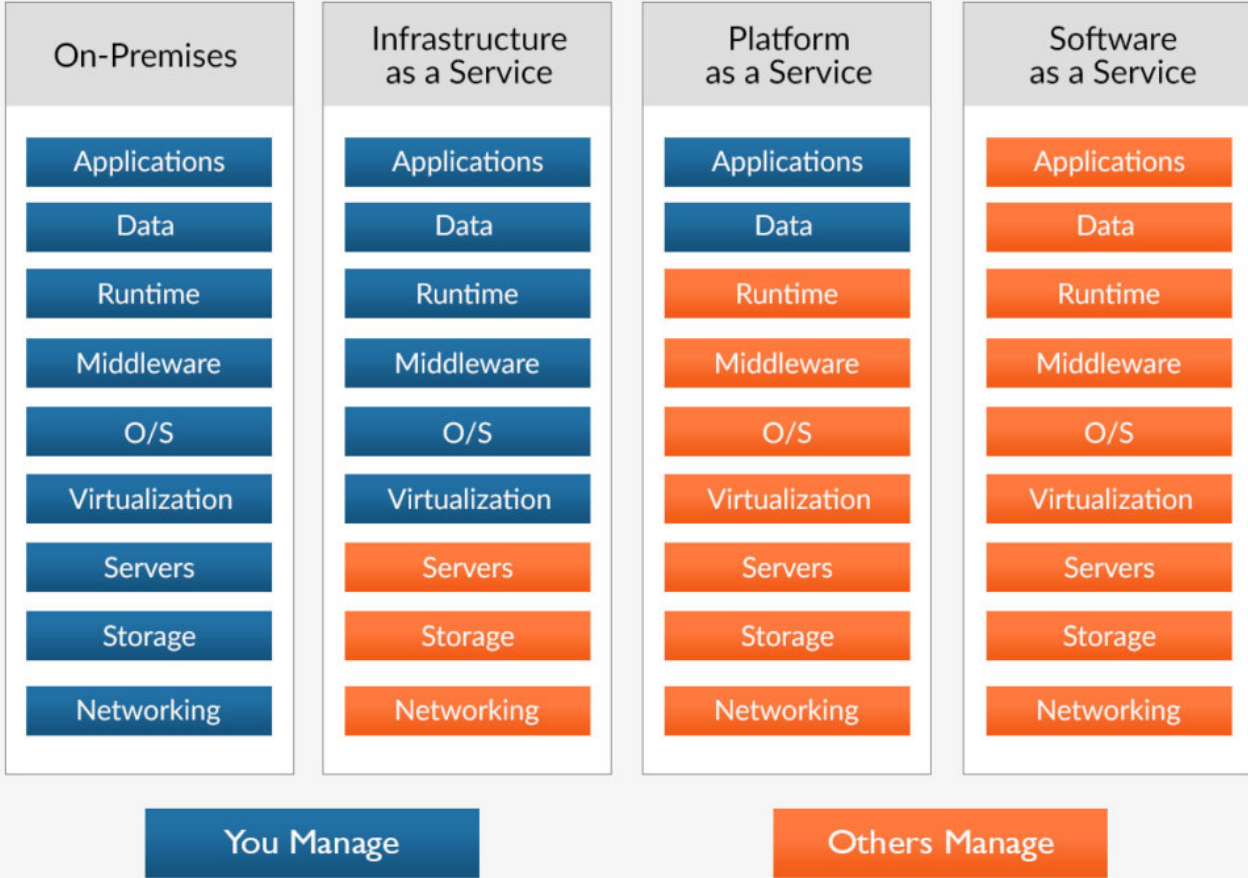 On-Premises
Applications
Data
Runtime
Middleware
O/S
Virtualization
Servers
Storage
Networking
Infrastructure
as a Service
Applications
Data
Runtime
Middleware
O/S
Virtualization
Servers
Storage
Networking
Platform
as a Service
Applications
Data
Runtime
Middleware
O/S
Virtualization
Servers
Storage
Networking
Software
as a Service
Applications
Data
Runtime
Middleware
O/S
Virtualization
Servers
Storage
Networking
You Manage
Others Manage